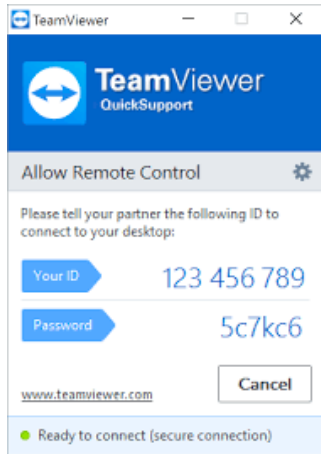 TeamViewer
TeamViewer
QuickSupport
Allow Remote Control
Please tell your partner the following ID to
connect to your desktop:
Your ID 123 456 789
Password 5c7kc6
www.teamviewer.com Cancel
Ready to connect (secure connection)